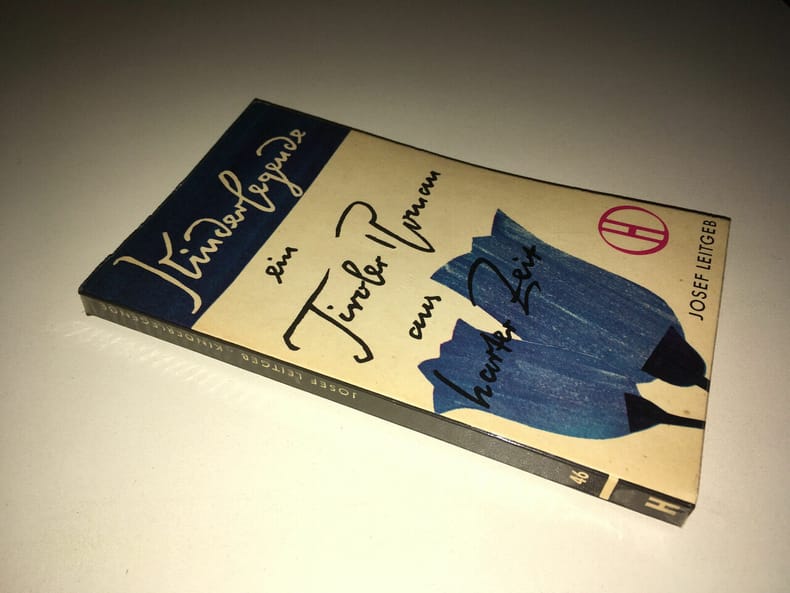 Kinderlegende
ein
Tiroler Roman
aus
harter Zeit
H
JOSEF LEITGEB
JOSEF LEITGEB · KINDERLEGENDE
46
H